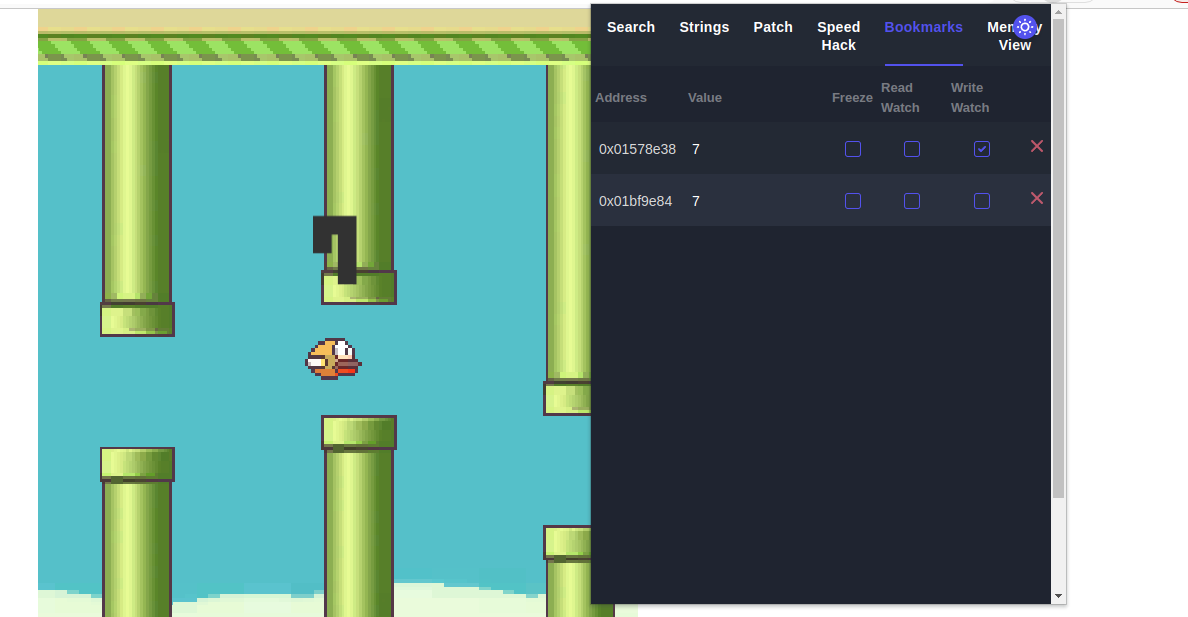 7
Search
Strings
Patch
Speed
Hack
Bookmarks
Memory
View
Address
Value
Freeze
Read
Watch
Write
Watch
0x01578e38 7
0x01bf9e84 7